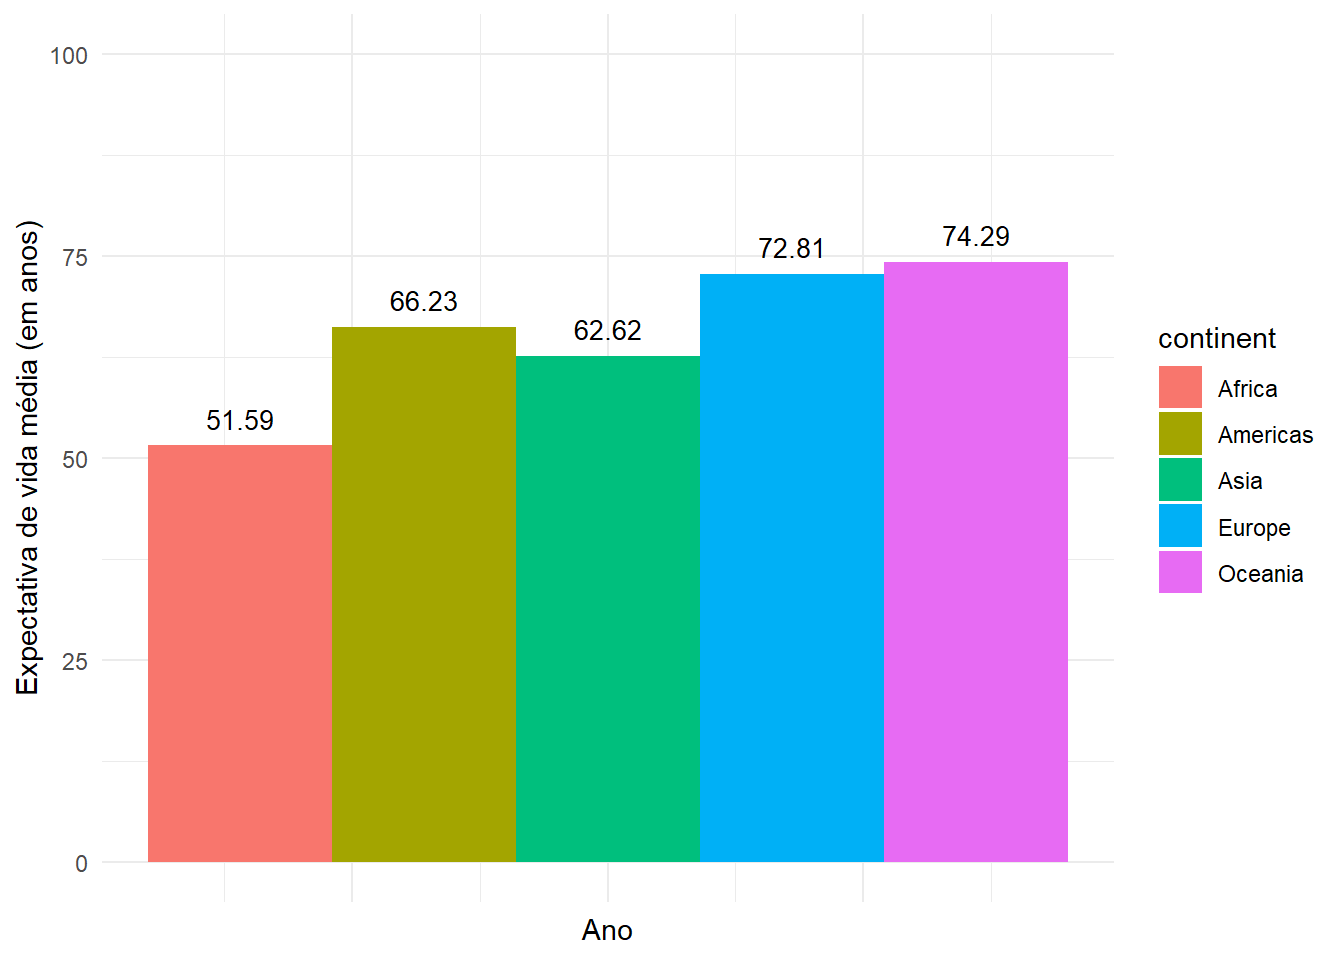 Expectativa de vida média (em anos)
100
75
50
25
0
51.59
66.23
62.62
72.81
74.29
Ano
continent
Africa
Americas
Asia
Europe
Oceania